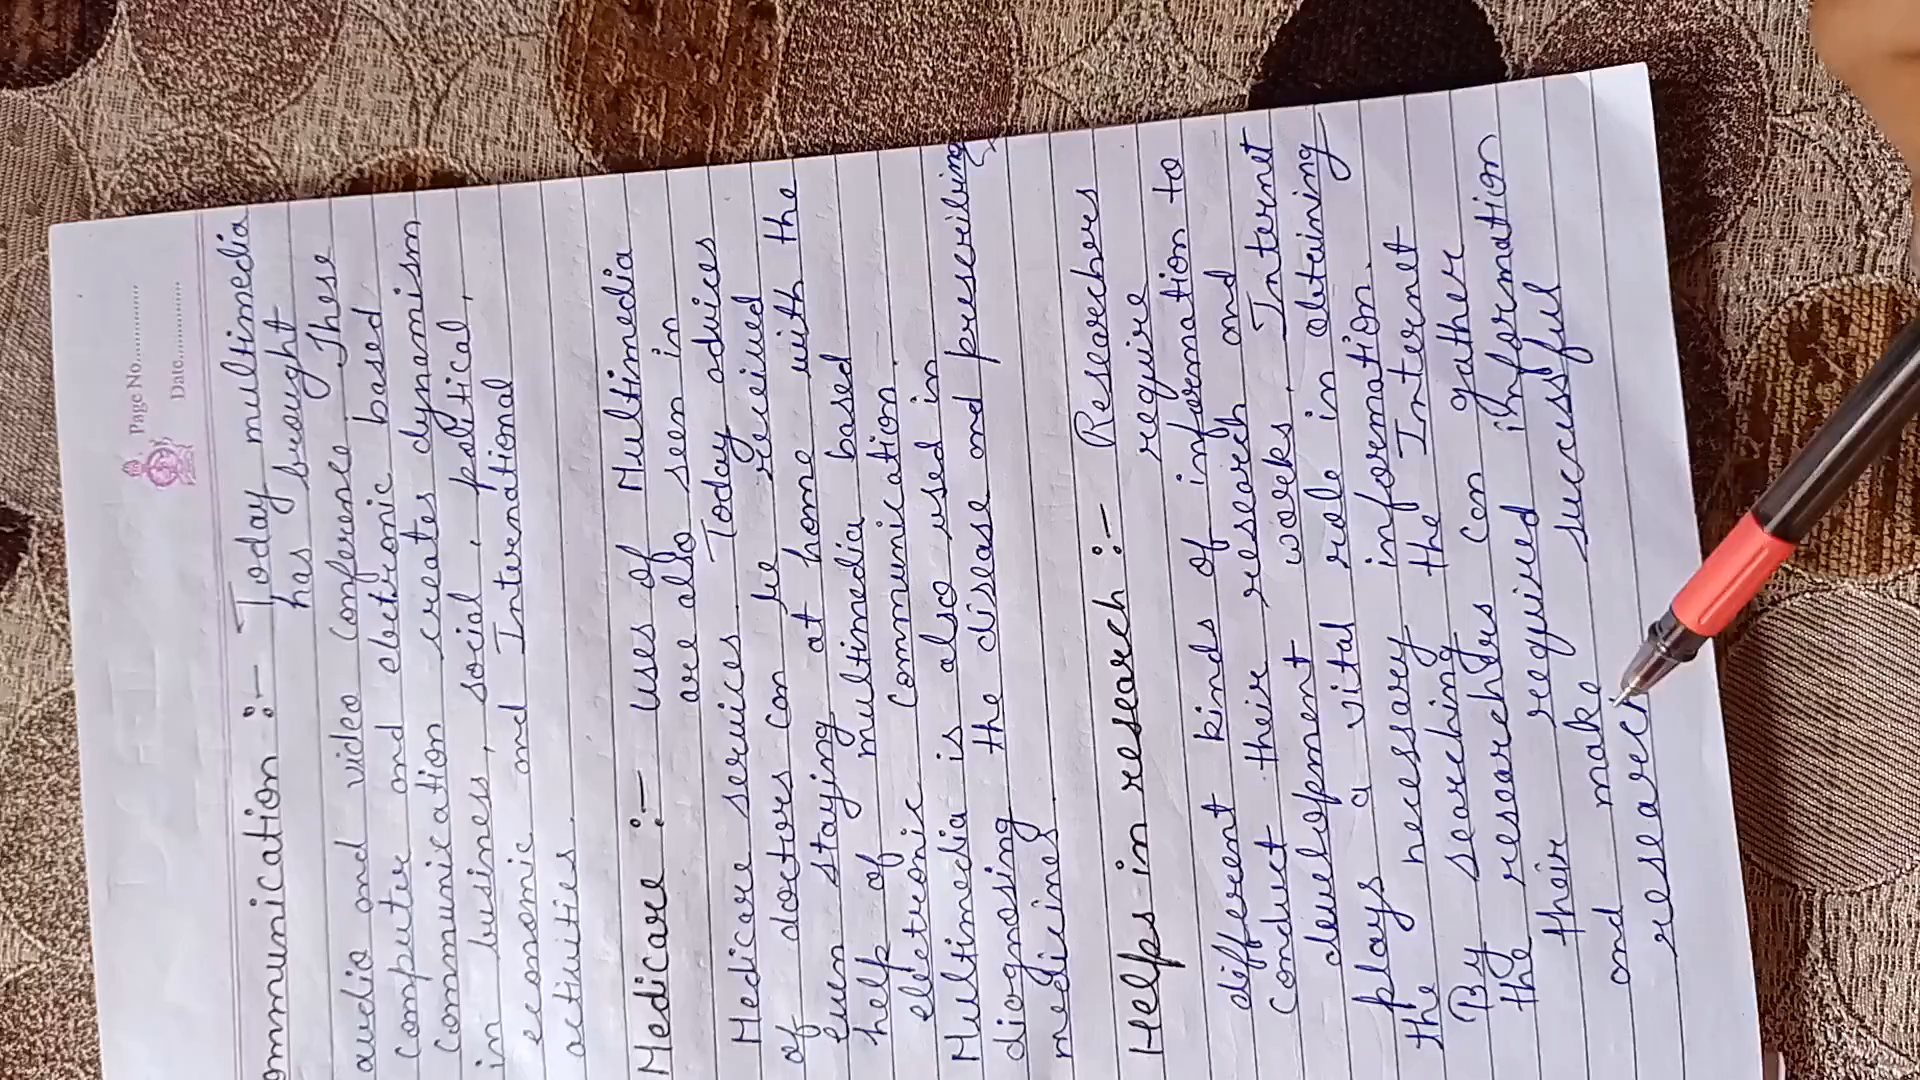 Page No..............
Date..............
ommunication :- Today multimedia
has brought
audio and video conference. These
computer and electronic based
communication creates dynamism
in business, social, political,
economic and International
activities.
Medicare :- Uses of Multimedia
are also seen in
Medicare services. Today advices
of doctors can be received
even staying at home with the
help of multimedia based
electronic communication.
Multimedia is also used in
diognosing the disease and prescribing
medicines.
Helps in research :- Researchers
require
different kinds of information to
conduct their research and
development works. Internet
plays a vital role in obtaining
the necessary information.
By searching the Internet
the researchers can gather
their required information
and make successful
research